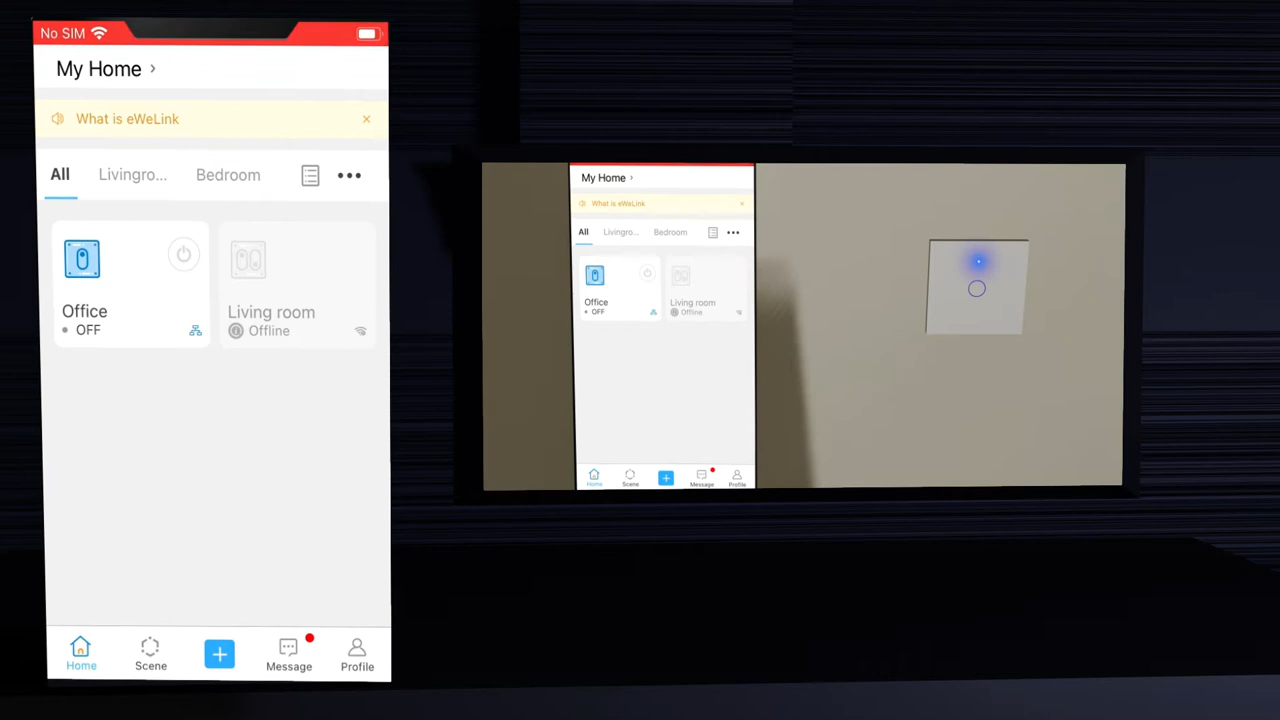 No SIM
My Home
What is eWeLink
All Livingro... Bedroom
Office
OFF
Living room
Offline
Home
Scene
Message
Profile
My Home
What is eWeLink
All Livingro... Bedroom
Office
OFF
Living room
Offline
Home
Scene
Message
Profile